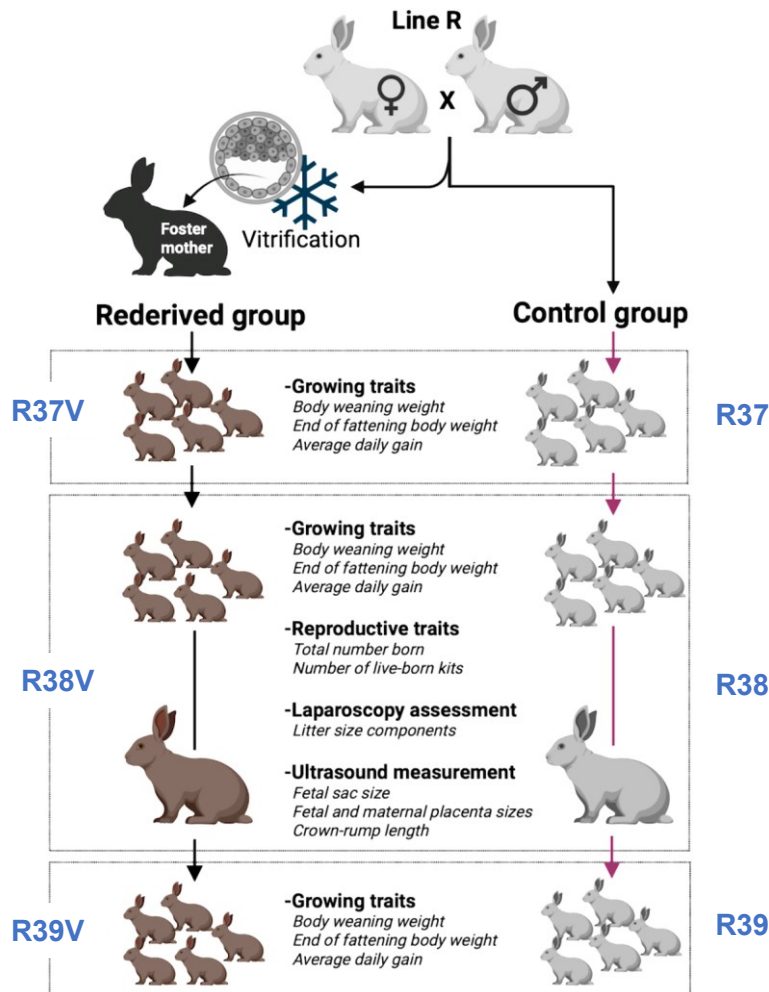 Line R
♀ X ♂
Foster
mother
Vitrification
Rederived group
Control group
R37V
-Growing traits
Body weaning weight
End of fattening body weight
Average daily gain
R37
-Growing traits
Body weaning weight
End of fattening body weight
Average daily gain
-Reproductive traits
Total number born
Number of live-born kits
R38V
R38
-Laparoscopy assessment
Litter size components
-Ultrasound measurement
Fetal sac size
Fetal and maternal placenta sizes
Crown-rump length
-Growing traits
R39V
Body weaning weight
R39
End of fattening body weight
Average daily gain